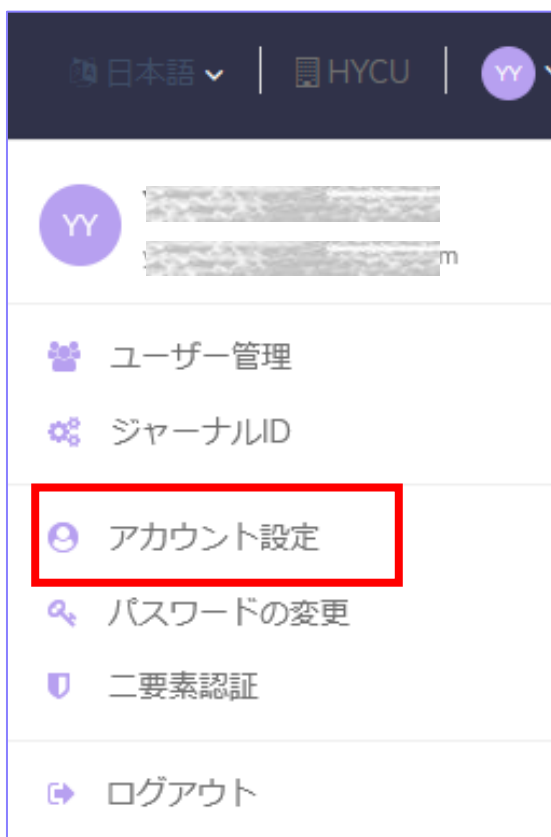 日本語 HYCU YY
YY
m
ユーザー管理
ジャーナルID
アカウント設定
パスワードの変更
二要素認証
ログアウト